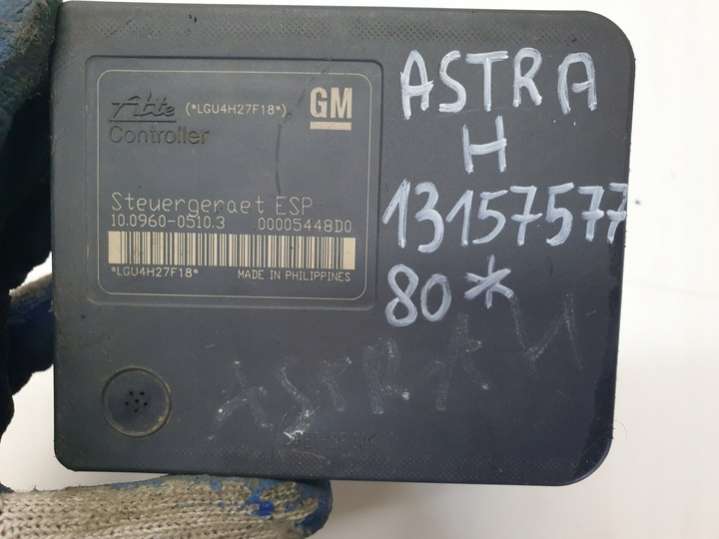 Ate (*LGU4H27F18*) GM
Controller
Steuergeraet ESP
10.0960-0510.3 00005448D0
*LGU4H27F18* MADE IN PHILIPPINES
ASTRA
H
13157577
80*
ASTRA H